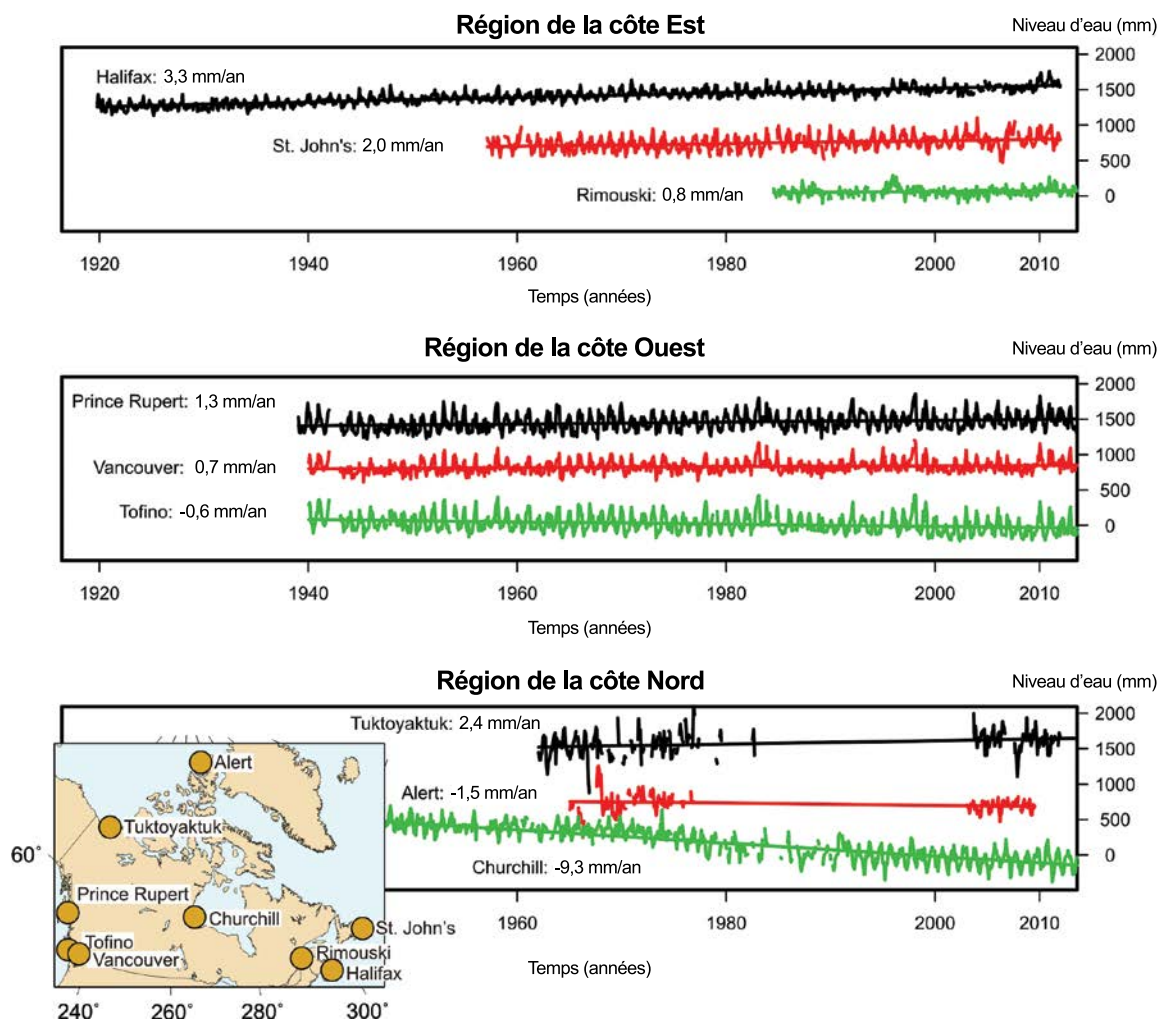 Région de la côte Est
Niveau d'eau (mm)
Halifax: 3,3 mm/an
St. John's: 2,0 mm/an
Rimouski: 0,8 mm/an
2000
1500
1000
500
0
1920 1940 1960 1980 2000 2010
Temps (années)
Région de la côte Ouest
Niveau d'eau (mm)
Prince Rupert: 1,3 mm/an
Vancouver: 0,7 mm/an
Tofino: -0,6 mm/an
2000
1500
1000
500
0
1920 1940 1960 1980 2000 2010
Temps (années)
Région de la côte Nord
Niveau d'eau (mm)
Tuktoyaktuk: 2,4 mm/an
Alert: -1,5 mm/an
Churchill: -9,3 mm/an
2000
1500
1000
500
0
1960 1980 2000 2010
Temps (années)
Alert
Tuktoyaktuk
60°
Prince Rupert
Churchill
St. John's
Tofino
Vancouver
Rimouski
Halifax
240° 260° 280° 300°